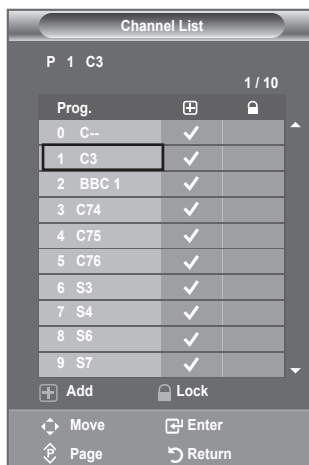 Channel List
P 1 C3
1 / 10
Prog.
0 C--
1 C3
2 BBC 1
3 C74
4 C75
5 C76
6 S3
7 S4
8 S6
9 S7
Add Lock
Move Enter
Page Return